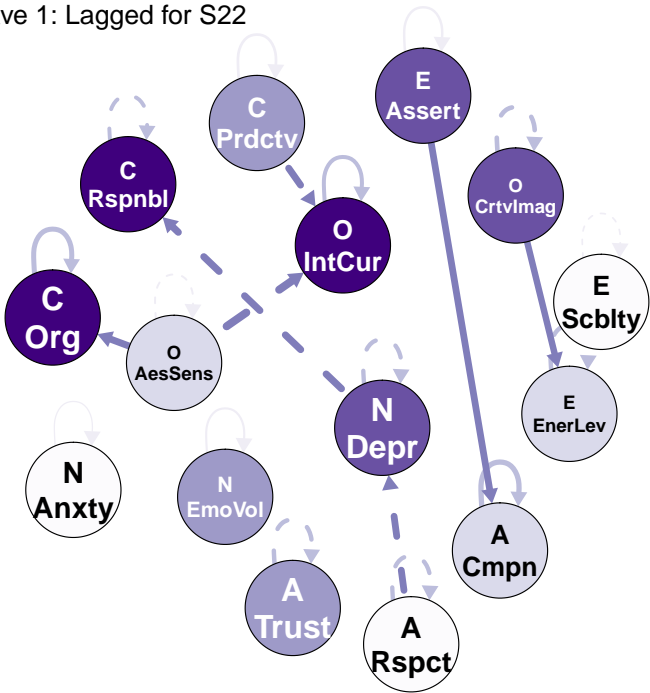 ve 1: Lagged for S22
E
Assert
C
Prdctv
C
Rspnbl
O
CrtvImag
O
IntCur
E
Scblty
C
Org
O
AesSens
E
EnerLev
N
Depr
N
Anxty
N
EmoVol
A
Cmpn
A
Trust
A
Rspct